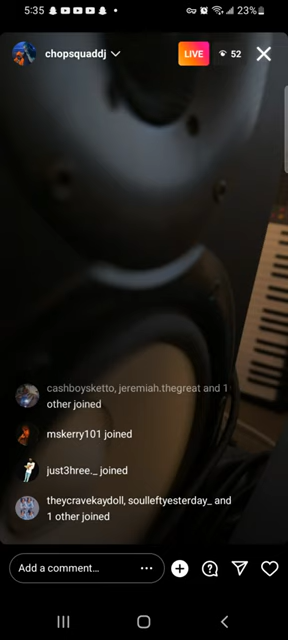 5:35
23%
chopsquaddj
LIVE
52
cashboysketto, jeremiah.thegreat and 1
other joined
mskerry101 joined
just3hree._ joined
theycravekaydoll, soulleftyesterday_ and
1 other joined
Add a comment...